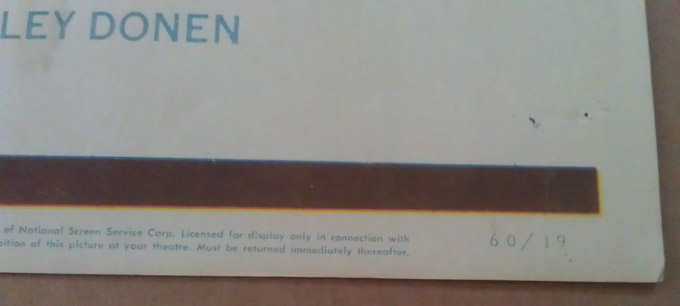 LEY DONEN
of National Screen Service Corp. Licensed for display only in connection with
ition of this picture at your theatre. Must be returned immediately thereafter.
60/19